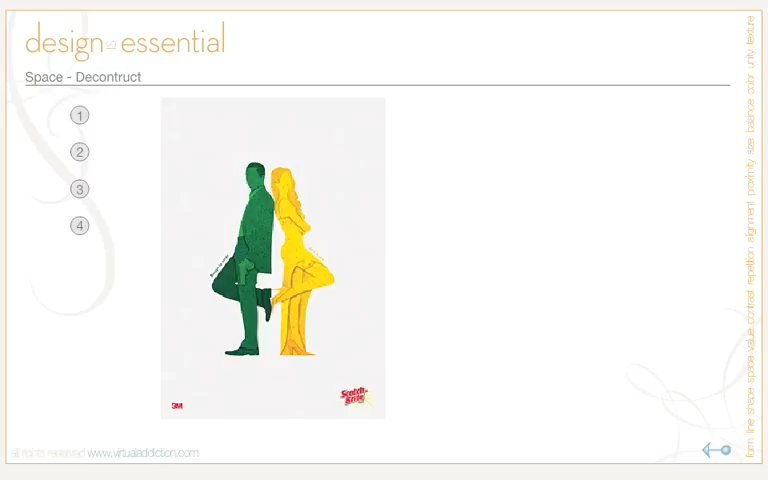 design is essential
Space - Decontruct
1
2
3
4
3M
Scotch-
Brite
all rights reserved www.virtualaddiction.com
form line shape space value contrast repetition alignment proximity size balance color unity texture